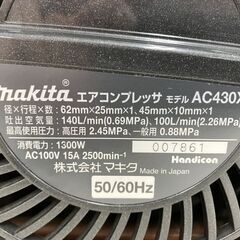 makita エアコンプレッサ モデル AC430X
径×行程×数：62mm×25mm×1, 45mm×10mm×1
吐出空気量：140L/min(0.69MPa), 100L/min(2.26MPa)
最高使用圧力：高圧用 2.45MPa、一般用 0.88MPa
消費電力：1300W
007861
AC100V 15A 2500min⁻¹
Handicon
株式会社マキタ
Made in Japan
50/60Hz